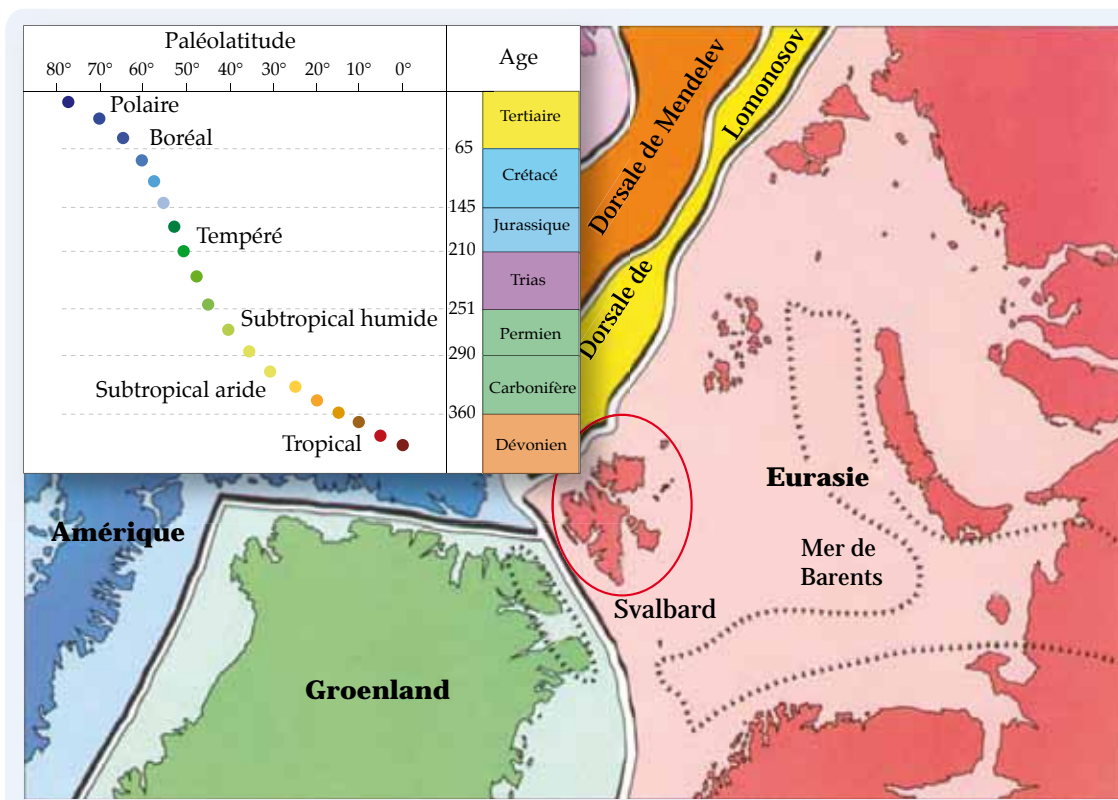 Paléolatitude
Age
80° 70° 60° 50° 40° 30° 20° 10° 0°
Polaire
Boréal
Tempéré
Subtropical humide
Subtropical aride
Tropical
65
145
210
251
290
360
Tertiaire
Crétacé
Jurassique
Trias
Permien
Carbonifère
Dévonien
Dorsale de Mendelev
Dorsale de Lomonosov
Amérique
Groenland
Svalbard
Eurasie
Mer de
Barents